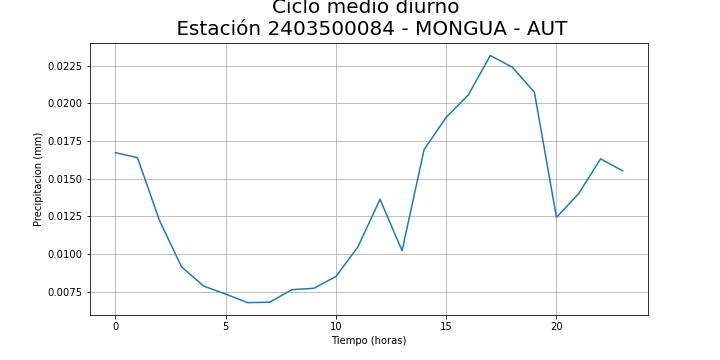 Ciclo medio diurno
Estación 2403500084 - MONGUA - AUT
0.0225
0.0200
0.0175
0.0150
0.0125
0.0100
0.0075
Precipitacion (mm)
0 5 10 15 20
Tiempo (horas)